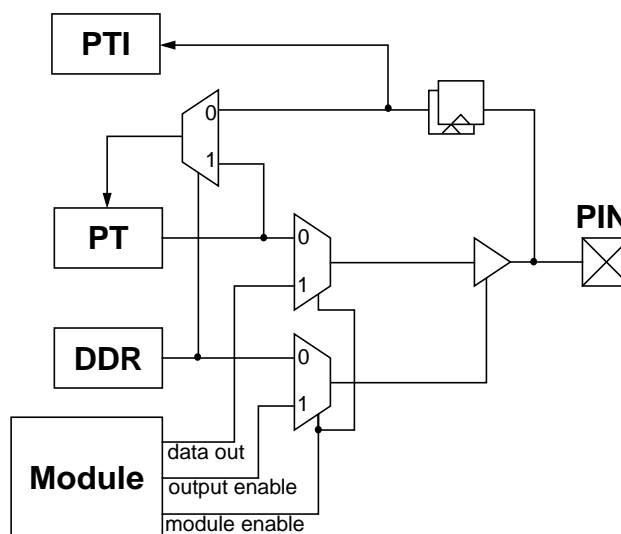 PTI
0
1
PT
PIN
0
1
DDR
0
1
Module
data out
output enable
module enable